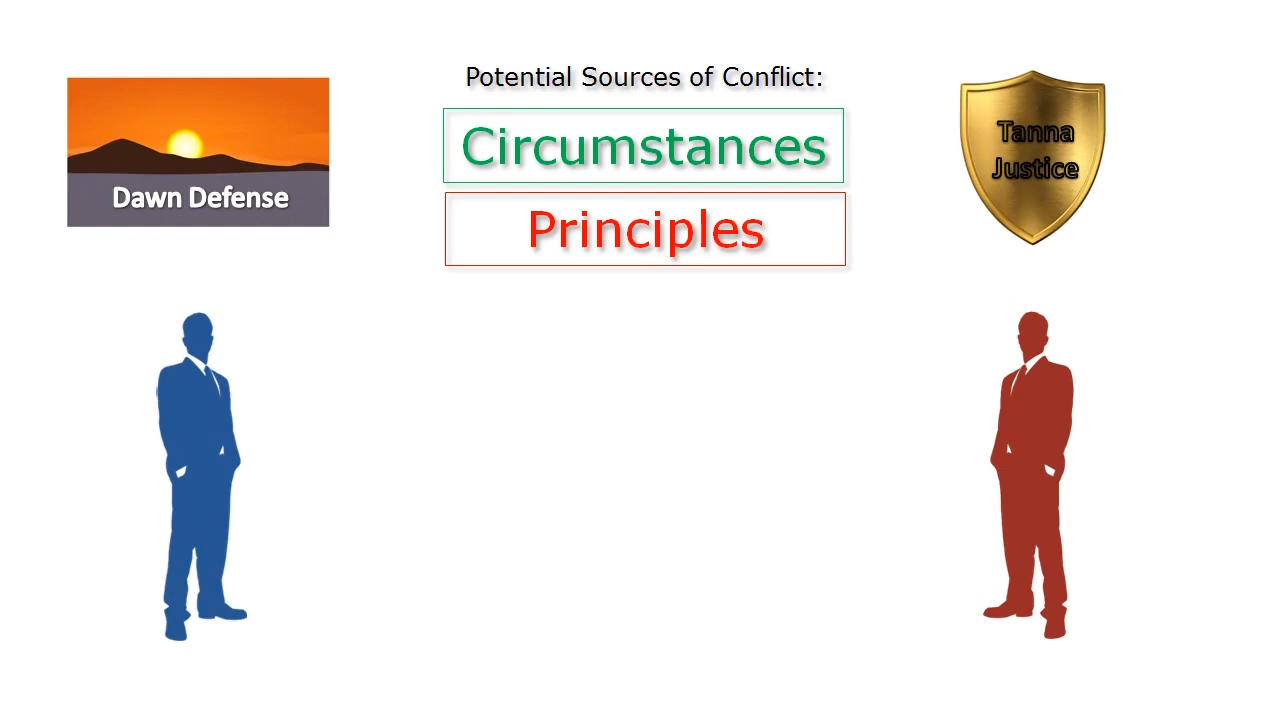 Potential Sources of Conflict:
Circumstances
Principles
Dawn Defense
Tanna
Justice